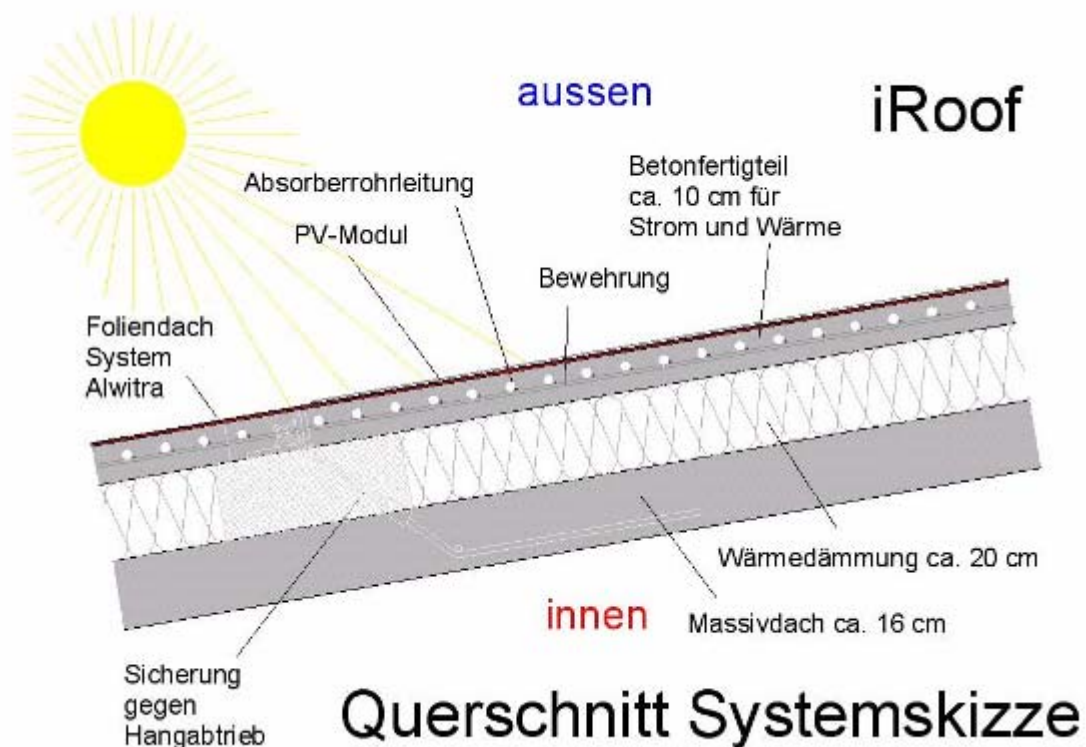 aussen
iRoof
Absorberrohrleitung
Betonfertigteil
ca. 10 cm für
Strom und Wärme
PV-Modul
Bewehrung
Foliendach
System
Alwitra
Wärmedämmung ca. 20 cm
innen
Massivdach ca. 16 cm
Sicherung
gegen
Hangabtrieb
Querschnitt Systemskizze